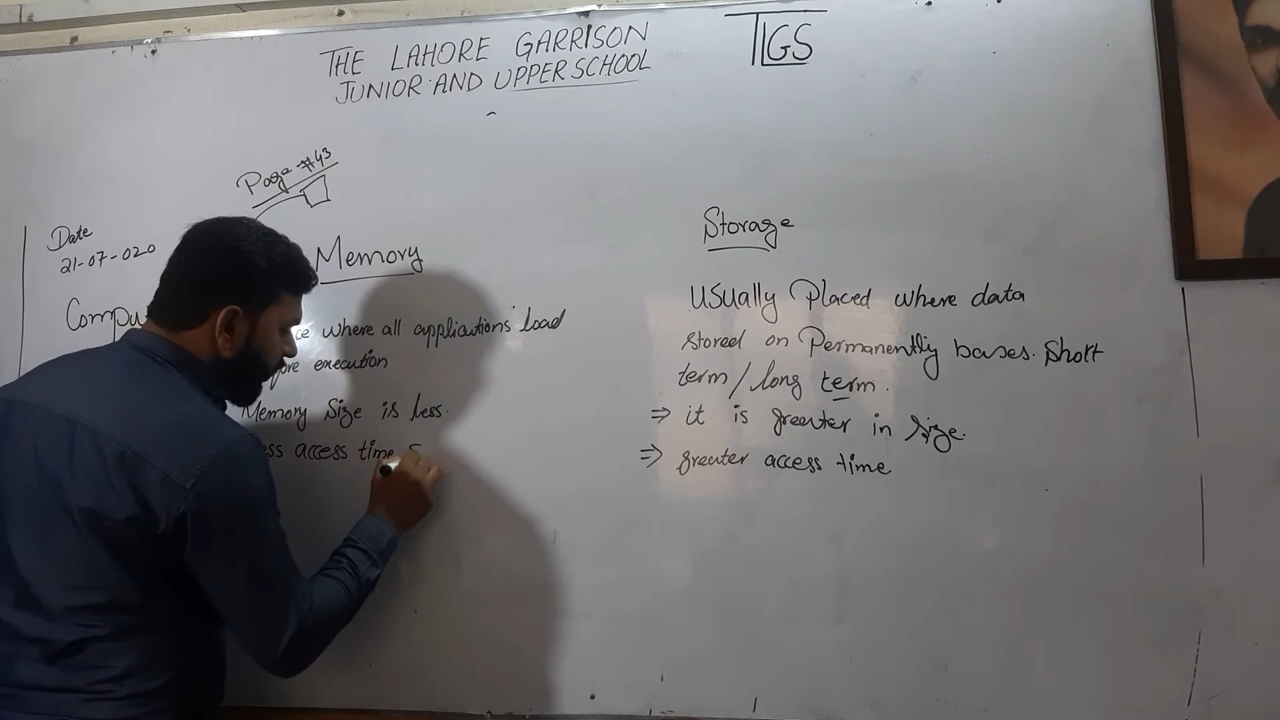 THE LAHORE GARRISON
JUNIOR AND UPPER SCHOOL
TLGS
Page #43
Date
21-07-020
Memory
where all applications load
execution
Memory Size is less.
access time
Storage
Usually Placed where data
stored on Permanently bases. Short
term / long term.
⇒ it is greater in size.
⇒ greater access time